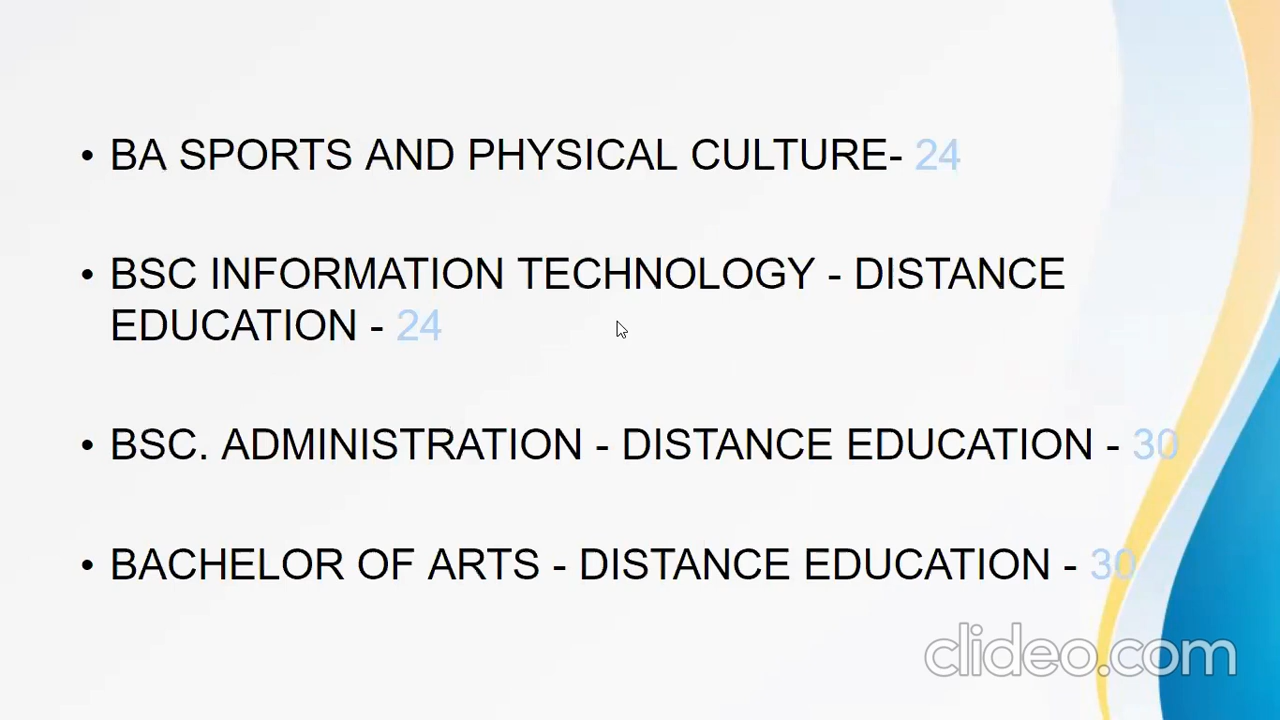 • BA SPORTS AND PHYSICAL CULTURE- 24
• BSC INFORMATION TECHNOLOGY - DISTANCE
EDUCATION - 24
• BSC. ADMINISTRATION - DISTANCE EDUCATION - 30
• BACHELOR OF ARTS - DISTANCE EDUCATION - 30
clideo.com